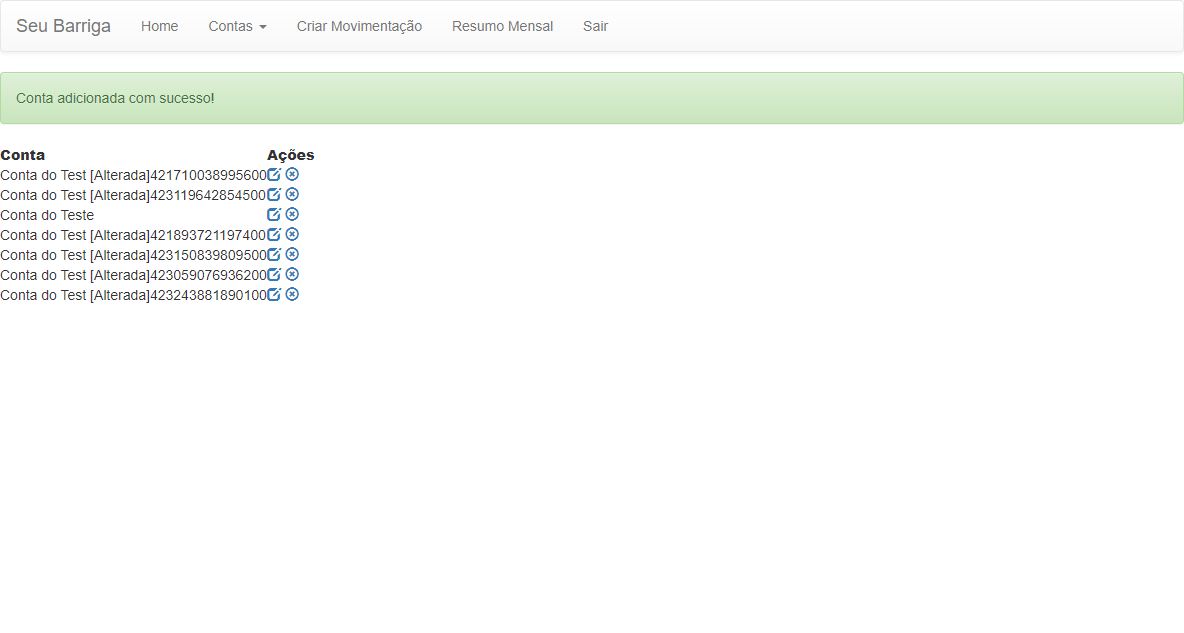 Seu Barriga Home Contas Criar Movimentação Resumo Mensal Sair
Conta adicionada com sucesso!
Conta Ações
Conta do Test [Alterada]421710038995600
Conta do Test [Alterada]423119642854500
Conta do Teste
Conta do Test [Alterada]421893721197400
Conta do Test [Alterada]423150839809500
Conta do Test [Alterada]423059076936200
Conta do Test [Alterada]423243881890100